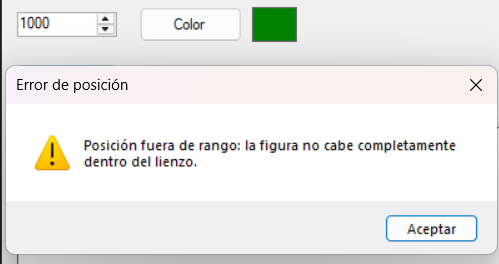 1000
Color
Error de posición
Posición fuera de rango: la figura no cabe completamente
dentro del lienzo.
Aceptar